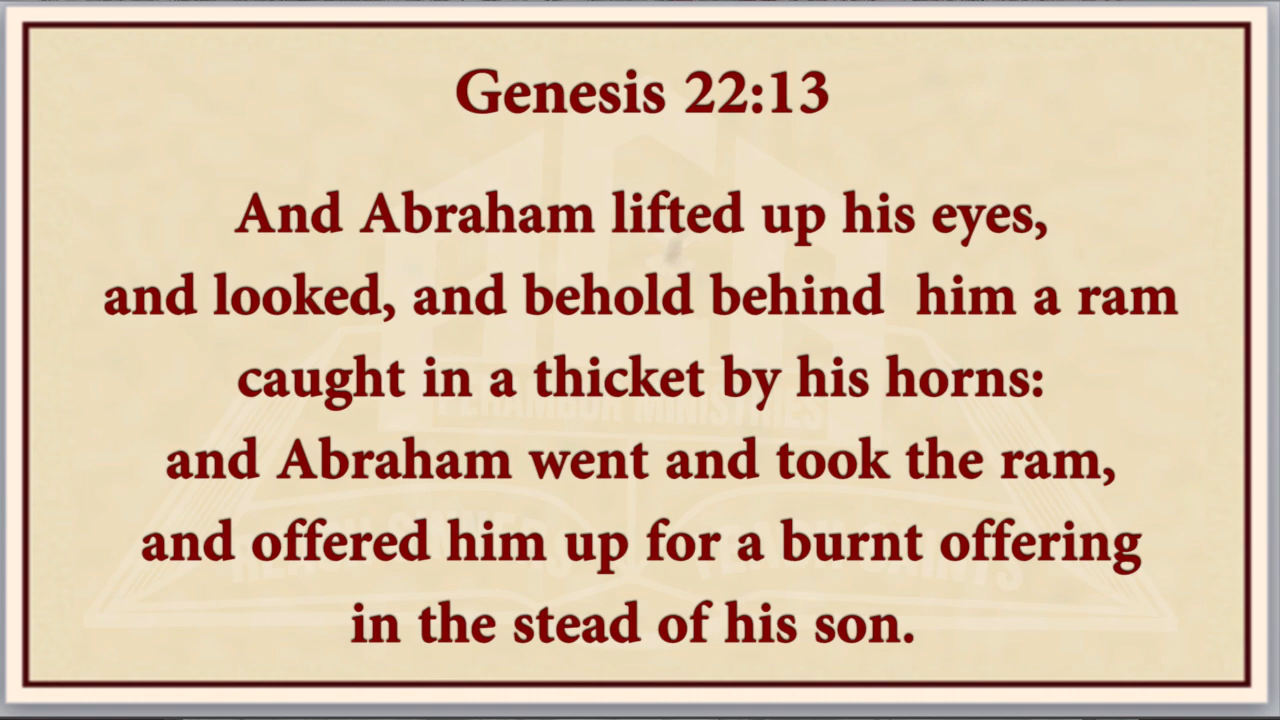 Genesis 22:13
And Abraham lifted up his eyes,
and looked, and behold behind him a ram
caught in a thicket by his horns:
and Abraham went and took the ram,
and offered him up for a burnt offering
in the stead of his son.
MINISTRIES